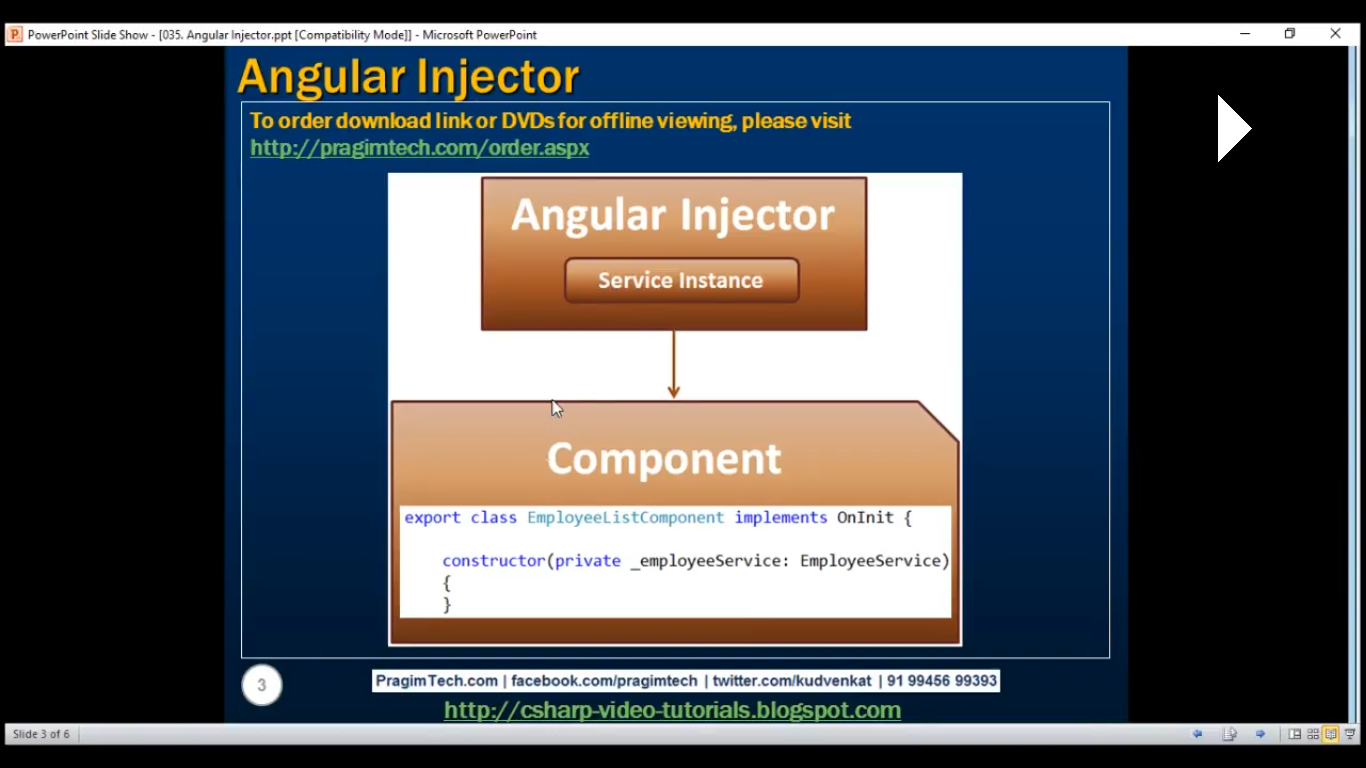 PowerPoint Slide Show - [035. Angular Injector.ppt [Compatibility Mode]] - Microsoft PowerPoint
Angular Injector
To order download link or DVDs for offline viewing, please visit
http://pragimtech.com/order.aspx
Angular Injector
Service Instance
Component
export class EmployeeListComponent implements OnInit {
constructor(private _employeeService: EmployeeService)
{
}
3
PragimTech.com | facebook.com/pragimtech | twitter.com/kudvenkat | 91 99456 99393
http://csharp-video-tutorials.blogspot.com
Slide 3 of 6